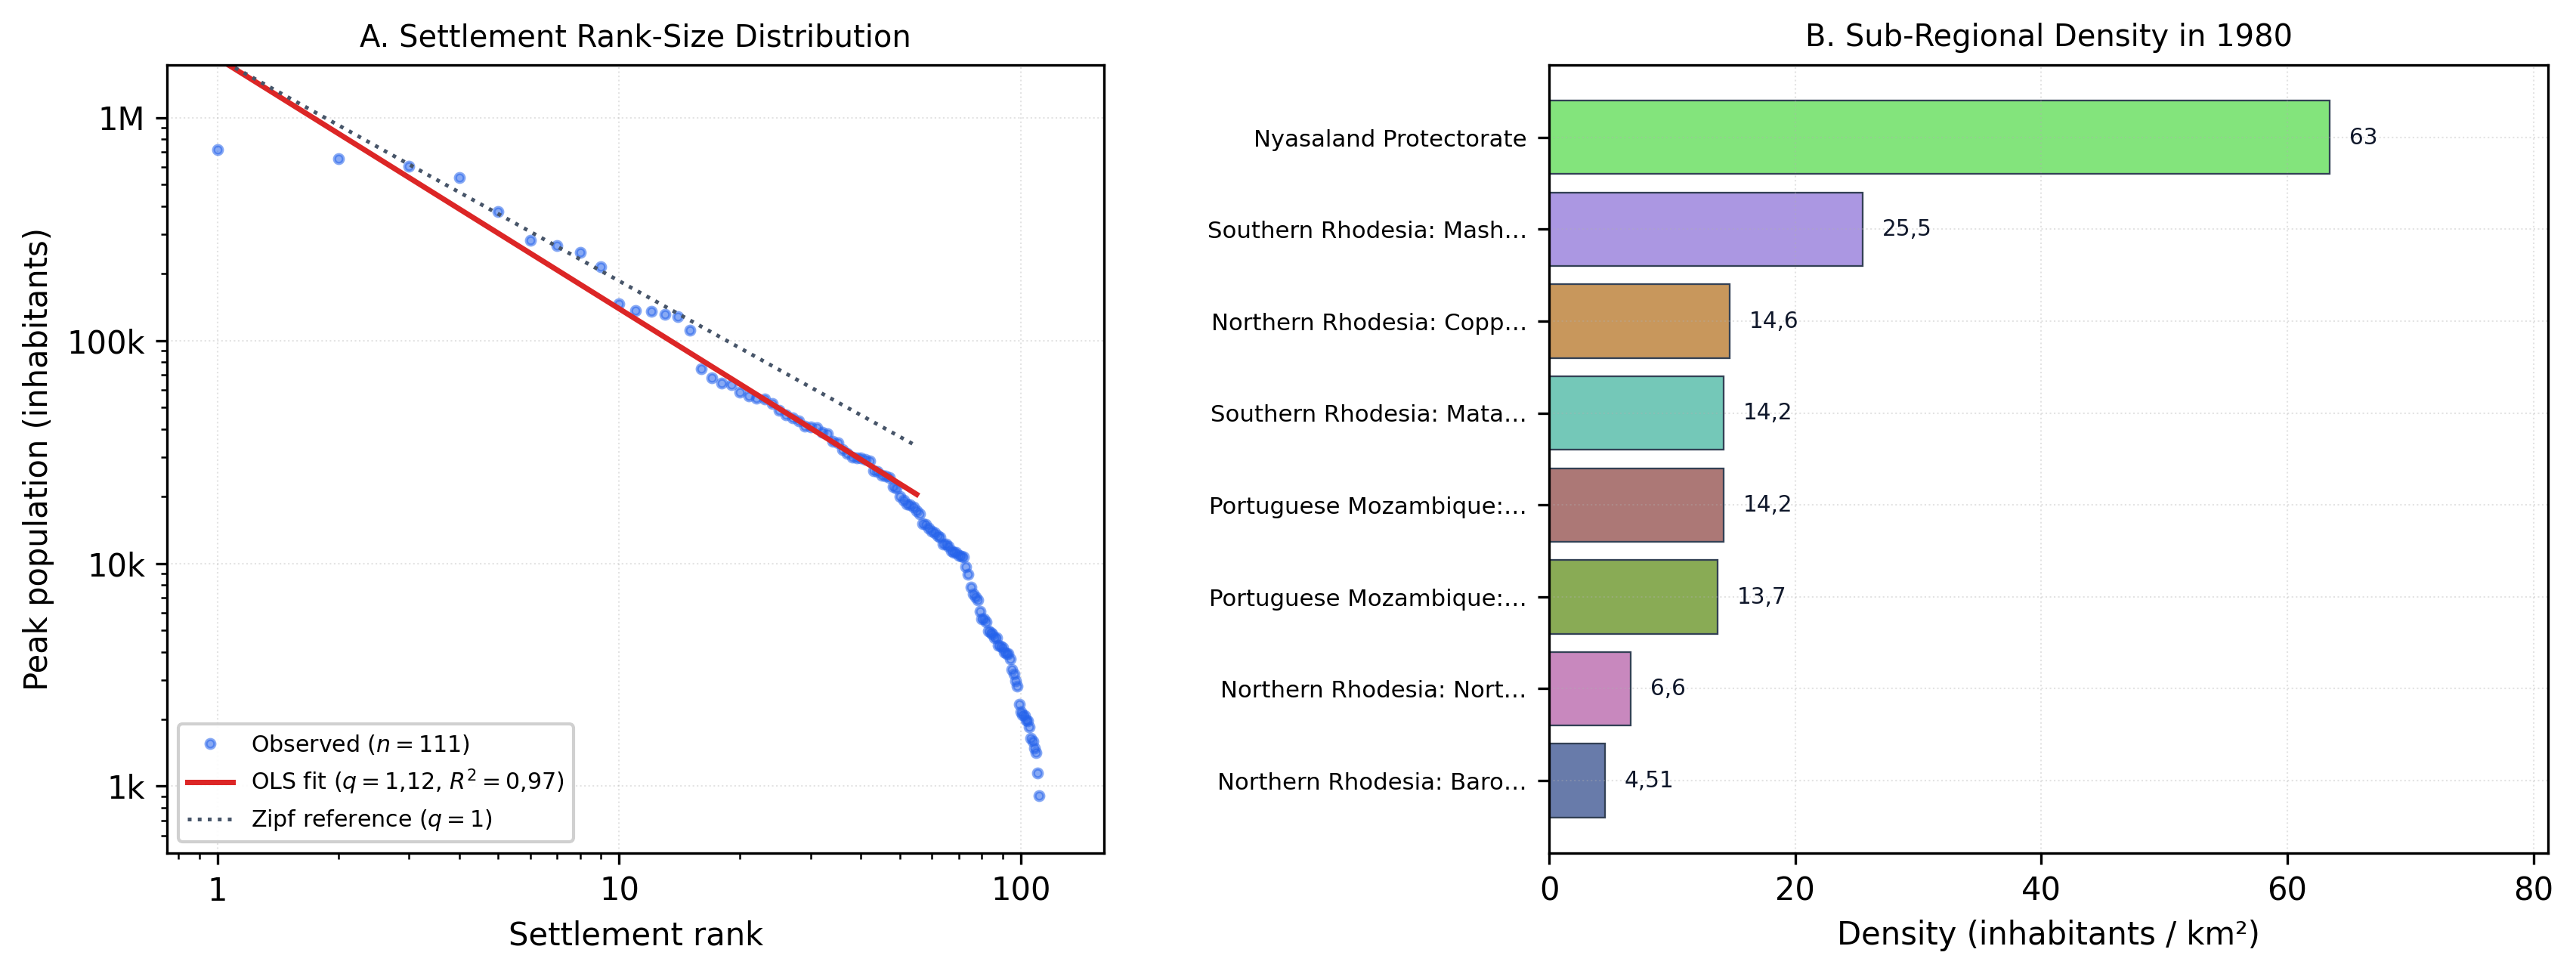 A. Settlement Rank-Size Distribution
Peak population (inhabitants)
1M
100k
10k
1k
Observed (n = 111)
OLS fit (q = 1,12, R² = 0,97)
Zipf reference (q = 1)
1
10
100
Settlement rank
B. Sub-Regional Density in 1980
Nyasaland Protectorate
63
Southern Rhodesia: Mash...
25,5
Northern Rhodesia: Copp...
14,6
Southern Rhodesia: Mata...
14,2
Portuguese Mozambique:...
14,2
Portuguese Mozambique:...
13,7
Northern Rhodesia: Nort...
6,6
Northern Rhodesia: Baro...
4,51
0
20
40
60
80
Density (inhabitants / km²)